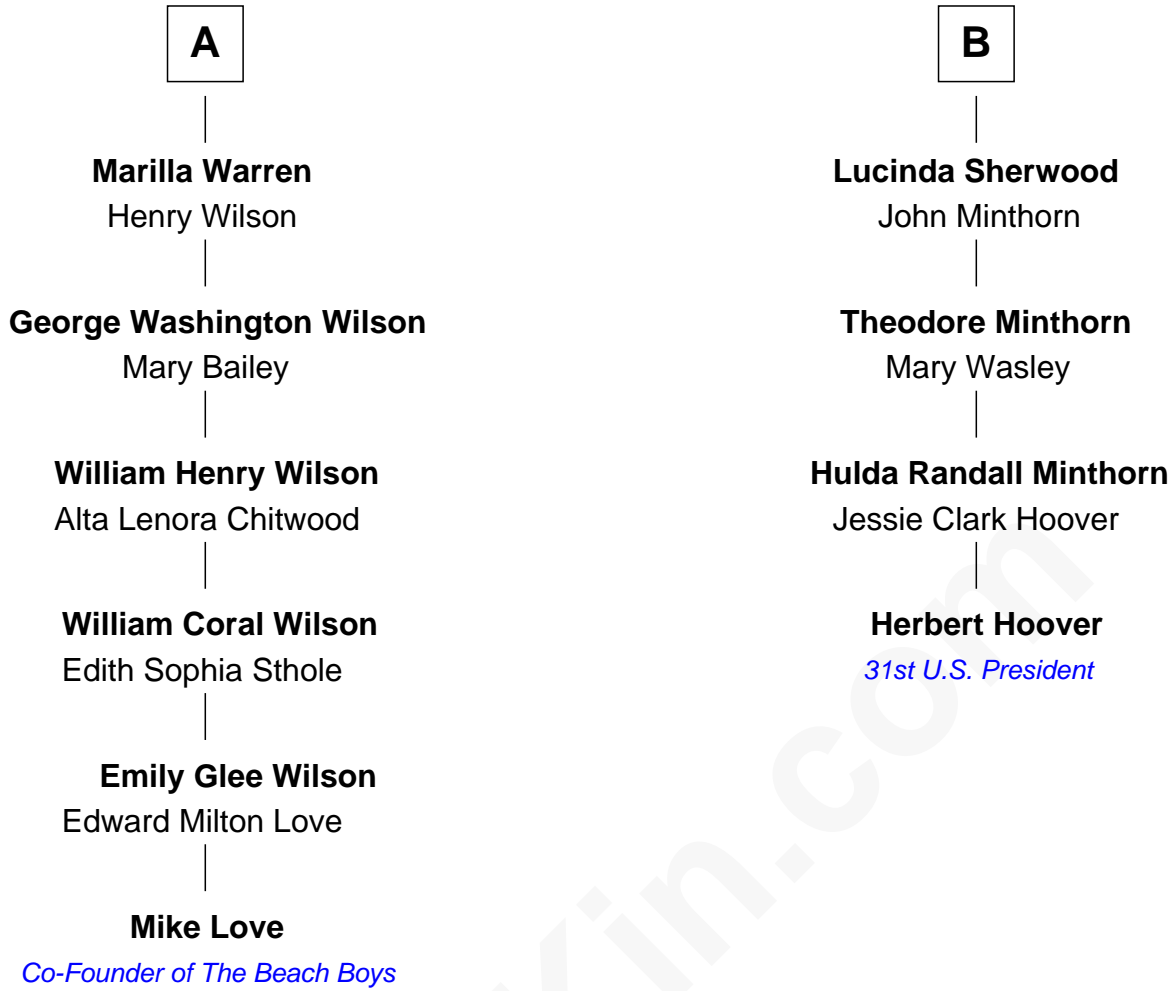 A
Marilla Warren
Henry Wilson
George Washington Wilson
Mary Bailey
William Henry Wilson
Alta Lenora Chitwood
William Coral Wilson
Edith Sophia Sthole
Emily Glee Wilson
Edward Milton Love
Mike Love
Co-Founder of The Beach Boys
B
Lucinda Sherwood
John Minthorn
Theodore Minthorn
Mary Wasley
Hulda Randall Minthorn
Jessie Clark Hoover
Herbert Hoover
31st U.S. President
in.com